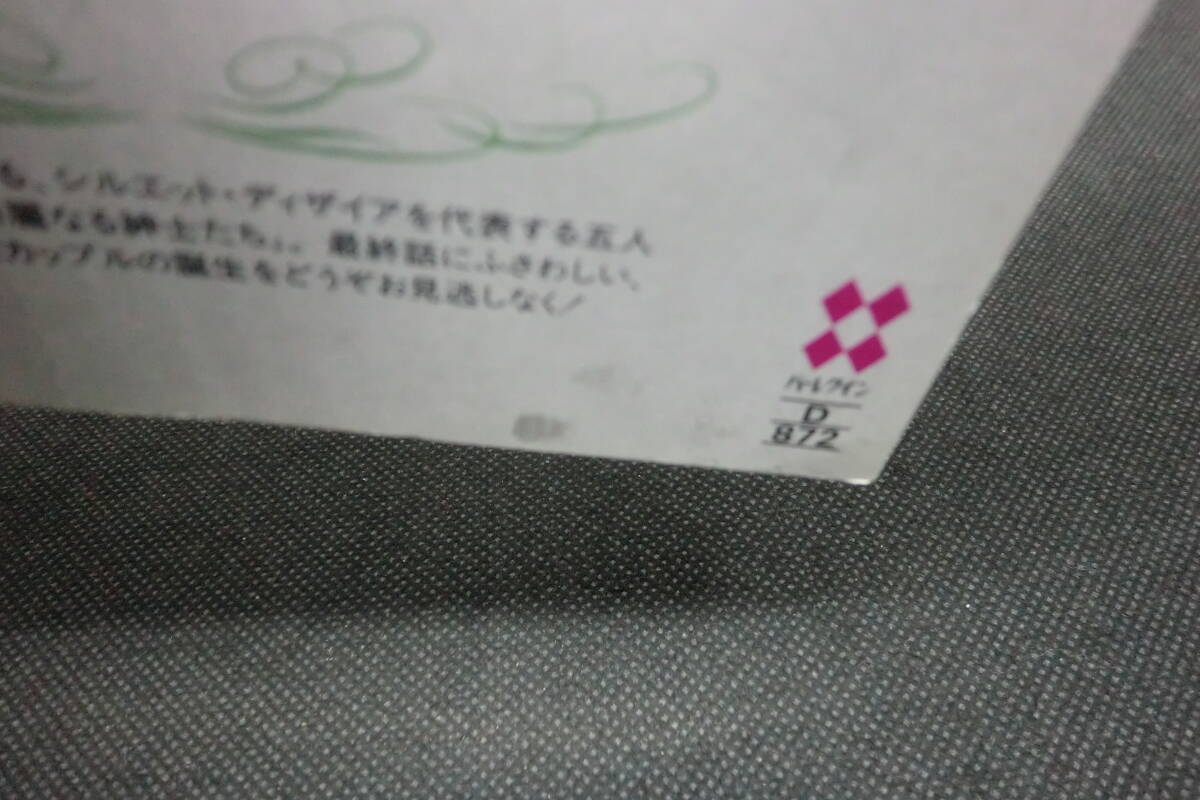 も、シルエット・ディザイアを代表する五人
麗なる紳士たち』。最終話にふさわしい、
カップルの誕生をどうぞお見逃しなく!
ハーレクイン
D
872